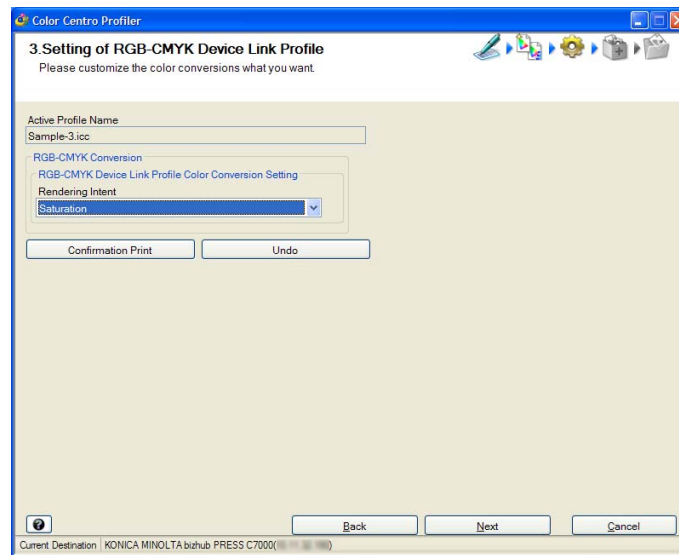 Color Centro Profiler
3.Setting of RGB-CMYK Device Link Profile
Please customize the color conversions what you want.
Active Profile Name
Sample-3.icc
RGB-CMYK Conversion
RGB-CMYK Device Link Profile Color Conversion Setting
Rendering Intent
Saturation
Confirmation Print Undo
? Back Next Cancel
Current Destination KONICA MINOLTA bizhub PRESS C7000( )